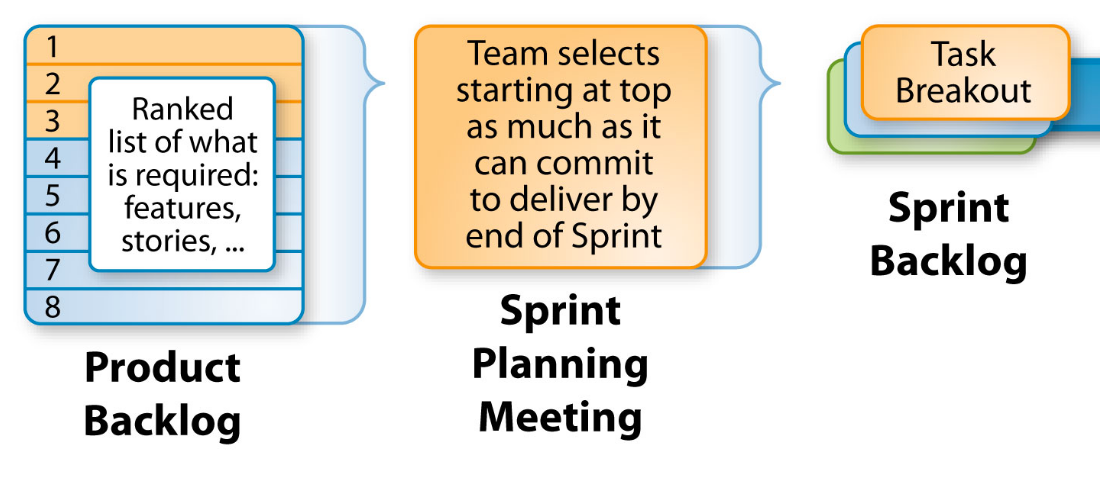 1
2
3
4
5
6
7
8
Ranked
list of what
is required:
features,
stories, ...
Product
Backlog
Team selects
starting at top
as much as it
can commit
to deliver by
end of Sprint
Sprint
Planning
Meeting
Task
Breakout
Sprint
Backlog